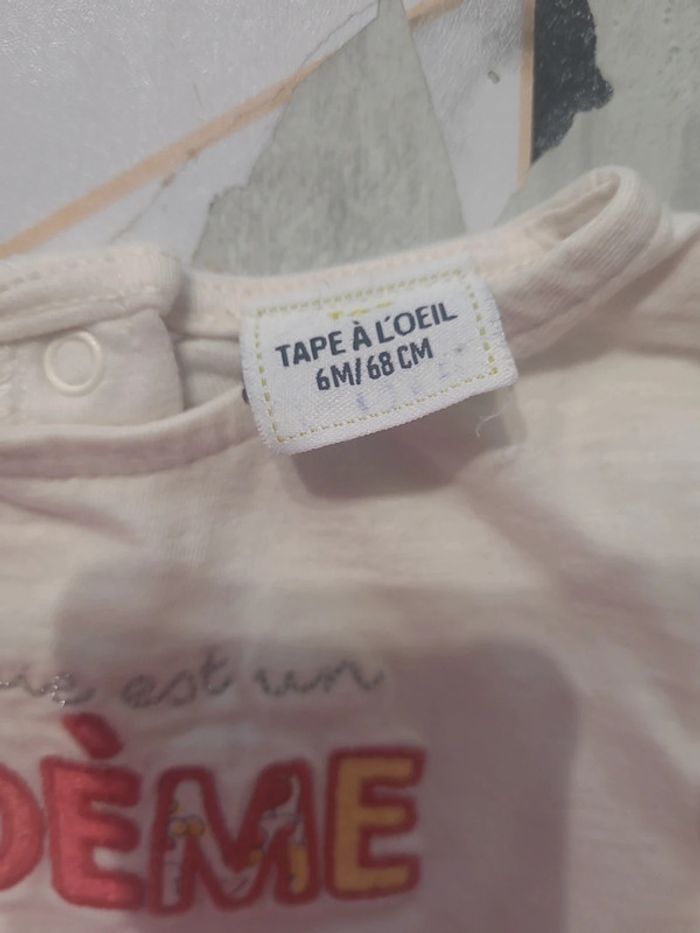 TAPE À L'OEIL
6M/68 CM
est un
ÈME